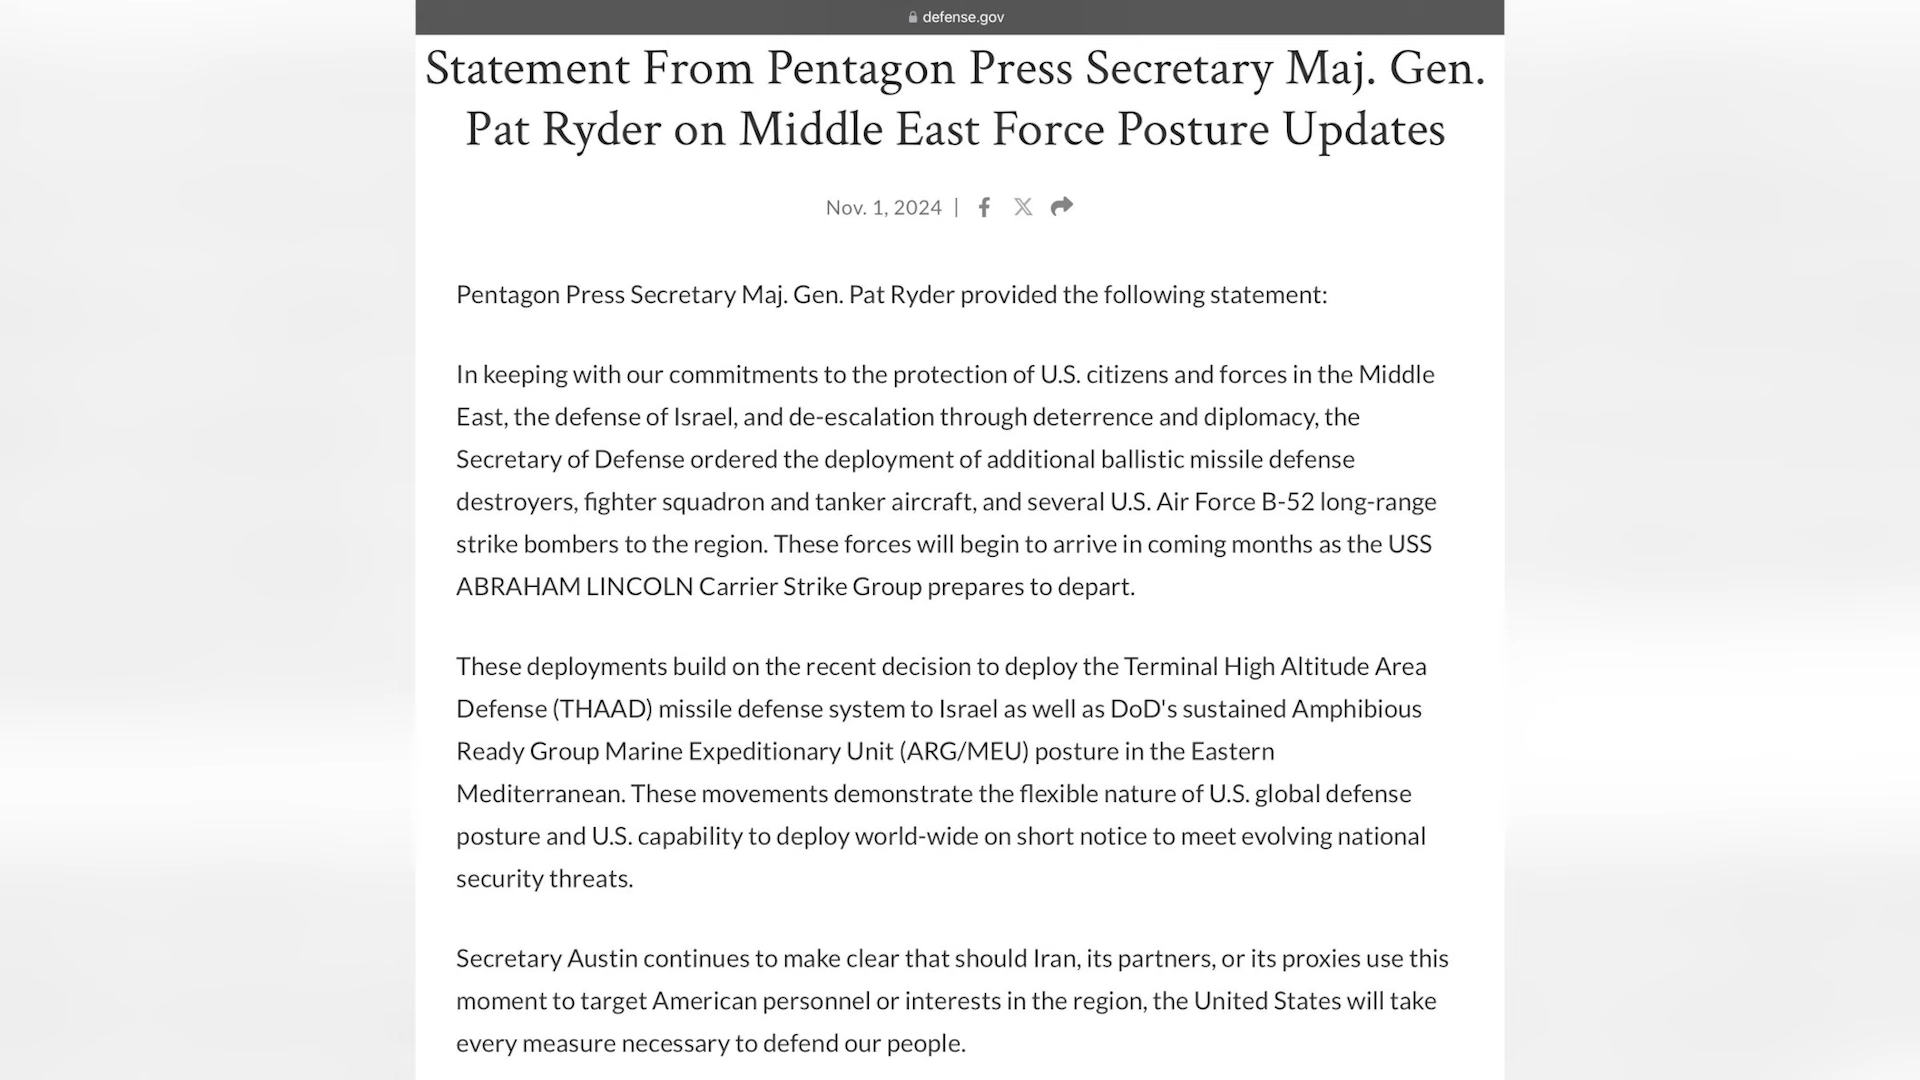 defense.gov
Statement From Pentagon Press Secretary Maj. Gen.
Pat Ryder on Middle East Force Posture Updates
Nov. 1, 2024 |
Pentagon Press Secretary Maj. Gen. Pat Ryder provided the following statement:
In keeping with our commitments to the protection of U.S. citizens and forces in the Middle
East, the defense of Israel, and de-escalation through deterrence and diplomacy, the
Secretary of Defense ordered the deployment of additional ballistic missile defense
destroyers, fighter squadron and tanker aircraft, and several U.S. Air Force B-52 long-range
strike bombers to the region. These forces will begin to arrive in coming months as the USS
ABRAHAM LINCOLN Carrier Strike Group prepares to depart.
These deployments build on the recent decision to deploy the Terminal High Altitude Area
Defense (THAAD) missile defense system to Israel as well as DoD's sustained Amphibious
Ready Group Marine Expeditionary Unit (ARG/MEU) posture in the Eastern
Mediterranean. These movements demonstrate the flexible nature of U.S. global defense
posture and U.S. capability to deploy world-wide on short notice to meet evolving national
security threats.
Secretary Austin continues to make clear that should Iran, its partners, or its proxies use this
moment to target American personnel or interests in the region, the United States will take
every measure necessary to defend our people.